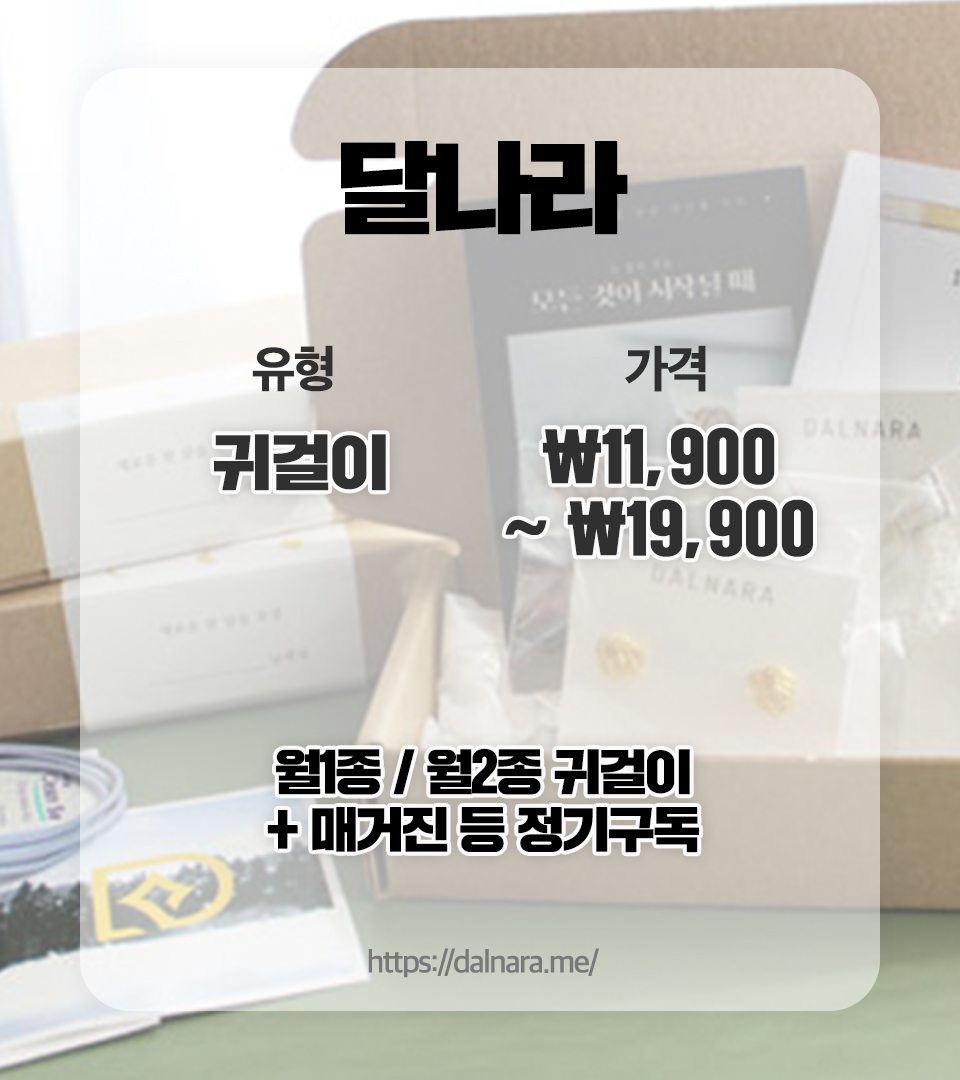 달나라
모든 것이 시작될 때
유형
가격
귀걸이
₩11,900
~ ₩19,900
DALNARA
DALNARA
월1종 / 월2종 귀걸이
+ 매거진 등 정기구독
https://dalnara.me/